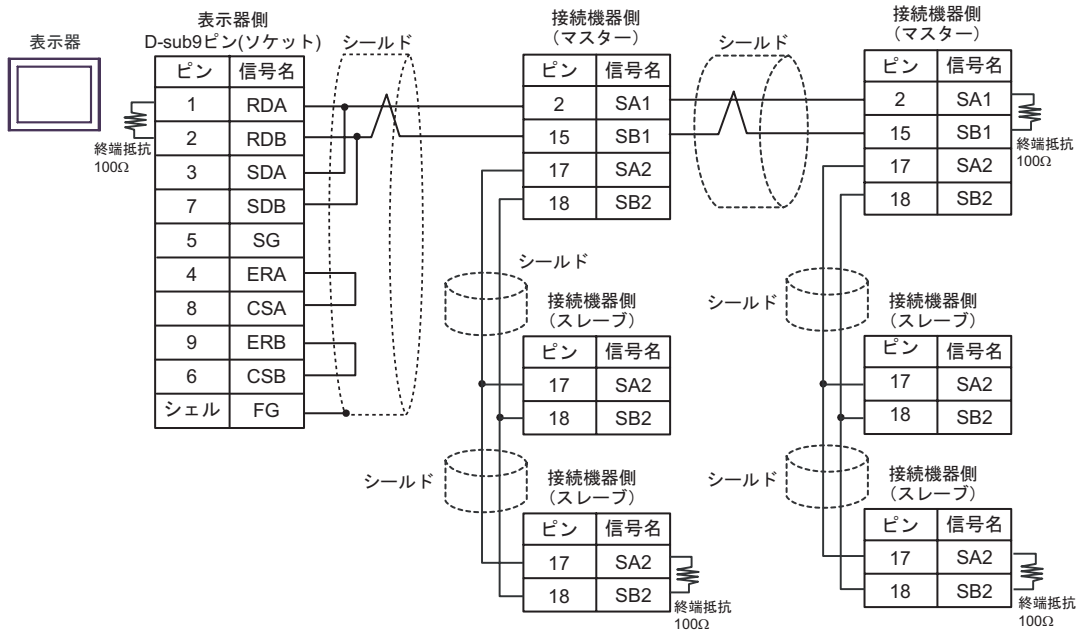 表示器
表示器側
D-sub9ピン(ソケット)
ピン 信号名
1 RDA
2 RDB
3 SDA
7 SDB
5 SG
4 ERA
8 CSA
9 ERB
6 CSB
シェル FG
終端抵抗
100Ω
シールド
接続機器側
(マスター)
ピン 信号名
2 SA1
15 SB1
17 SA2
18 SB2
シールド
接続機器側
(マスター)
ピン 信号名
2 SA1
15 SB1
17 SA2
18 SB2
終端抵抗
100Ω
シールド
接続機器側
(スレーブ)
ピン 信号名
17 SA2
18 SB2
シールド
接続機器側
(スレーブ)
ピン 信号名
17 SA2
18 SB2
終端抵抗
100Ω
シールド
接続機器側
(スレーブ)
ピン 信号名
17 SA2
18 SB2
シールド
接続機器側
(スレーブ)
ピン 信号名
17 SA2
18 SB2
終端抵抗
100Ω